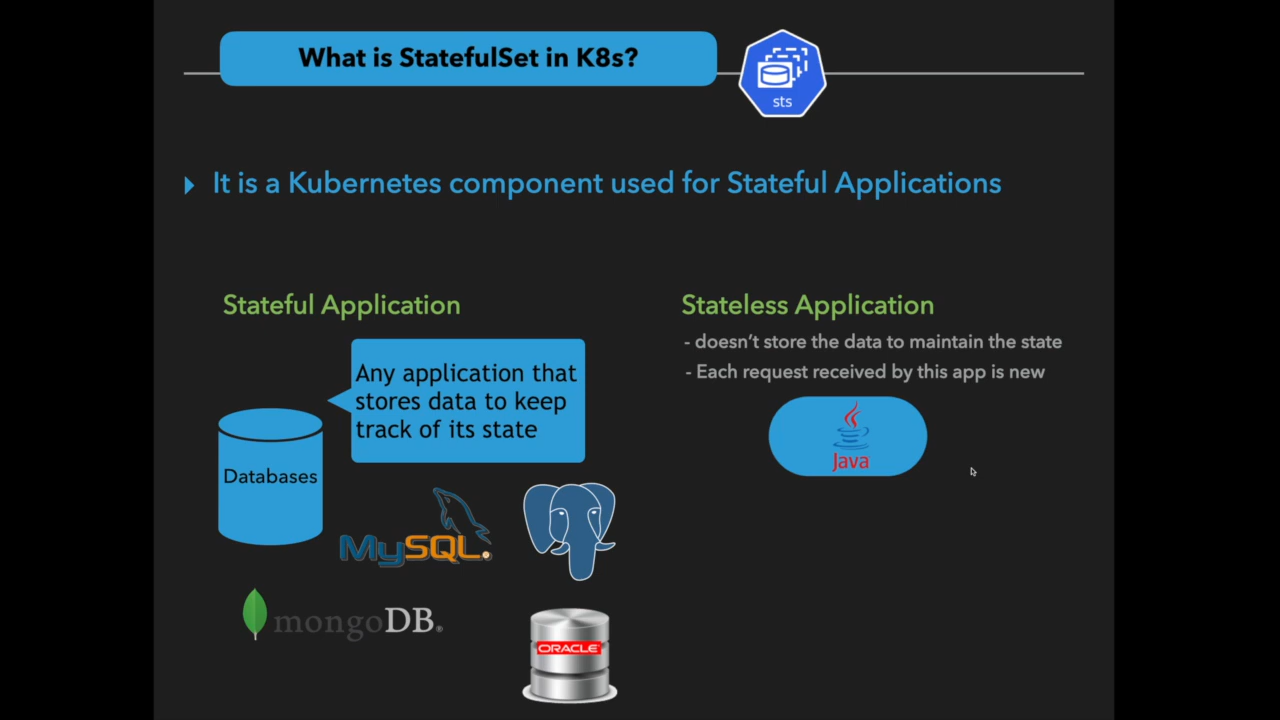 What is StatefulSet in K8s?
sts
It is a Kubernetes component used for Stateful Applications
Stateful Application
Any application that
stores data to keep
track of its state
Databases
MySQL.
mongoDB®
ORACLE®
Stateless Application
- doesn't store the data to maintain the state
- Each request received by this app is new
Java